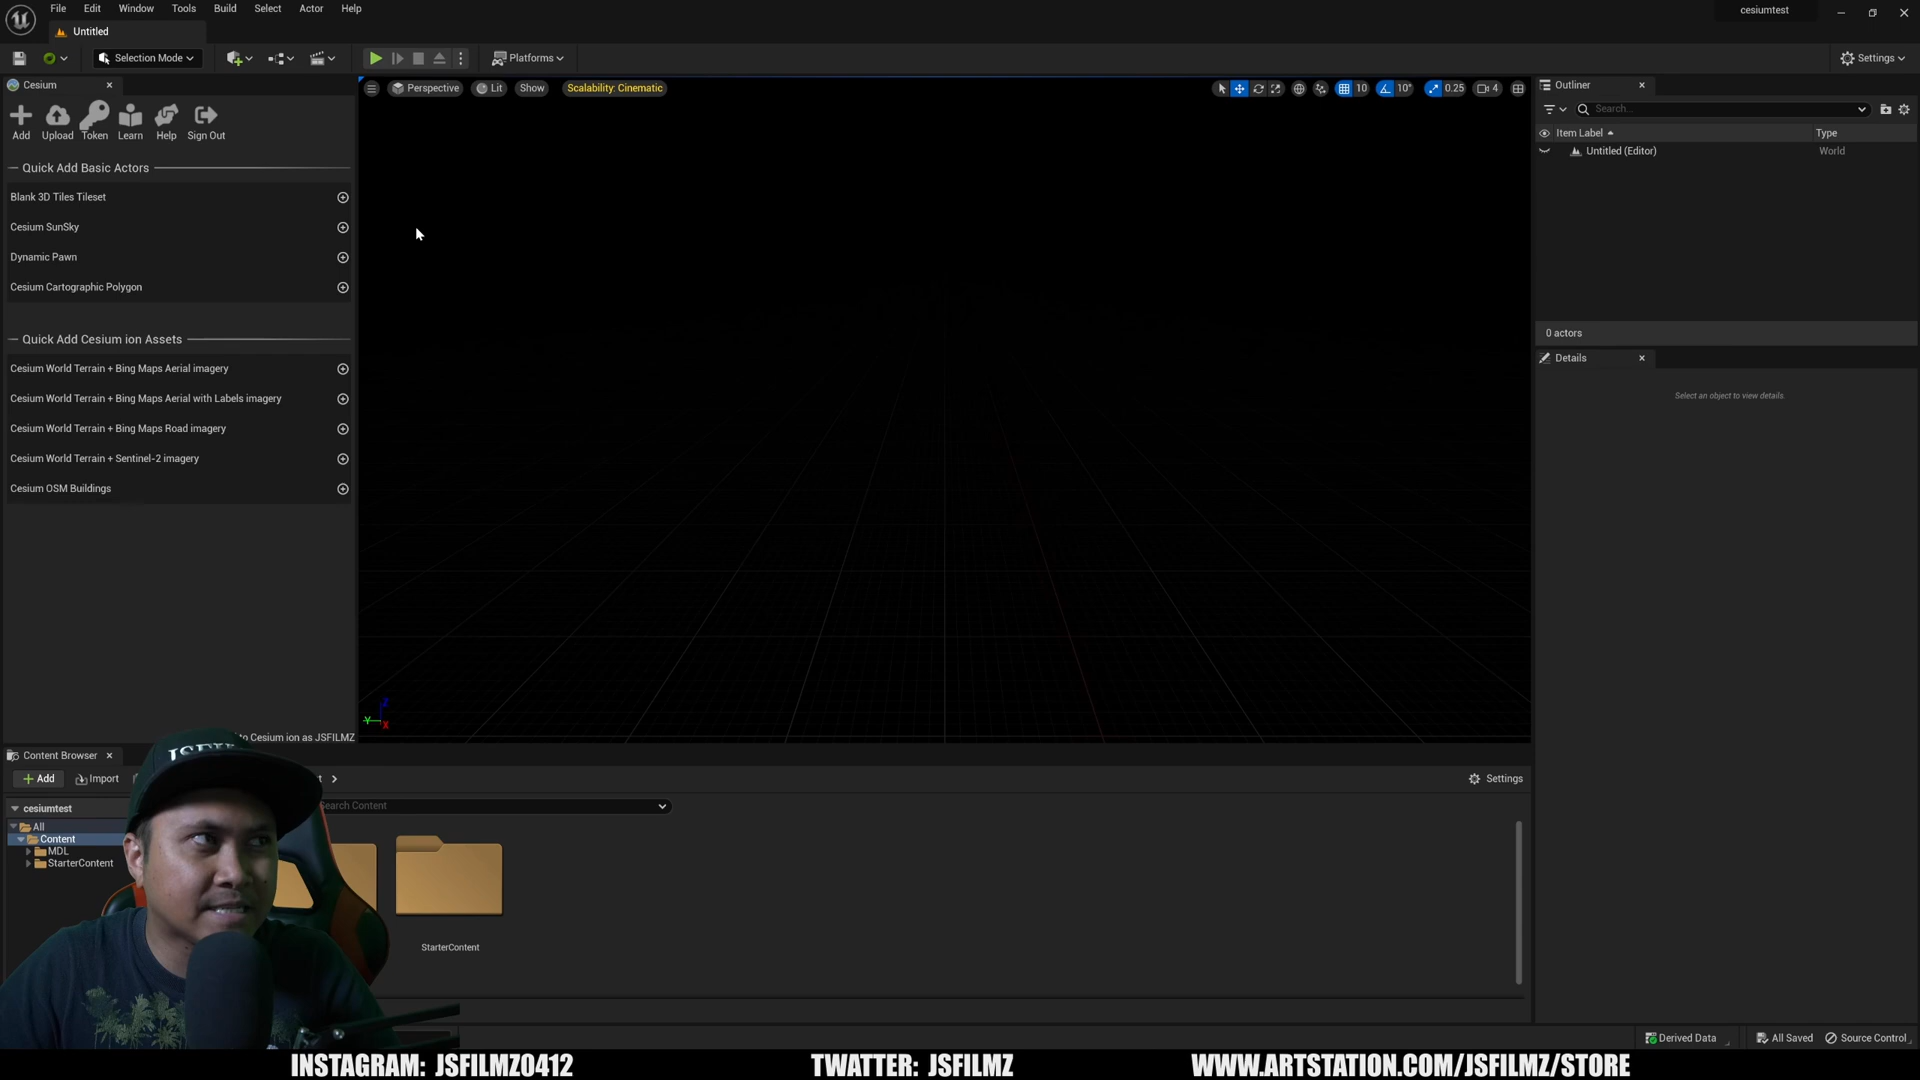 File Edit Window Tools Build Select Actor Help
cesiumtest
Untitled
Selection Mode
Platforms
Settings
Cesium
Perspective
Lit
Show
Scalability: Cinematic
10
10°
0.25
4
Outliner
Add
Upload
Token
Learn
Help
Sign Out
Search...
Item Label
Type
Untitled (Editor)
World
Quick Add Basic Actors
Blank 3D Tiles Tileset
Cesium SunSky
Dynamic Pawn
Cesium Cartographic Polygon
Quick Add Cesium ion Assets
Cesium World Terrain + Bing Maps Aerial imagery
Cesium World Terrain + Bing Maps Aerial with Labels imagery
Cesium World Terrain + Bing Maps Road imagery
Cesium World Terrain + Sentinel-2 imagery
Cesium OSM Buildings
0 actors
Details
Select an object to view details.
Z
Y
X
to Cesium ion as JSFILMZ
Content Browser
Add
Import
Settings
cesiumtest
Search Content
All
Content
MDL
StarterContent
StarterContent
Derived Data
All Saved
Source Control
INSTAGRAM: JSFILMZ0412
TWATTER: JSFILMZ
WWW.ARTSTATION.COM/JSFILMZ/STORE